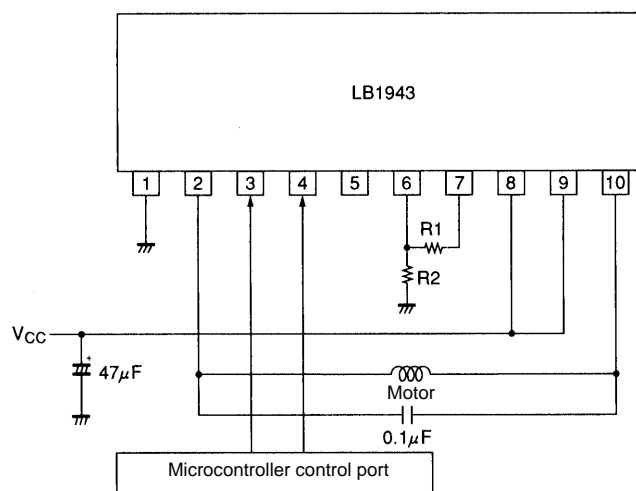 LB1943
1 2 3 4 5 6 7 8 9 10
R1
R2
VCC
+
47µF
Motor
0.1µF
Microcontroller control port